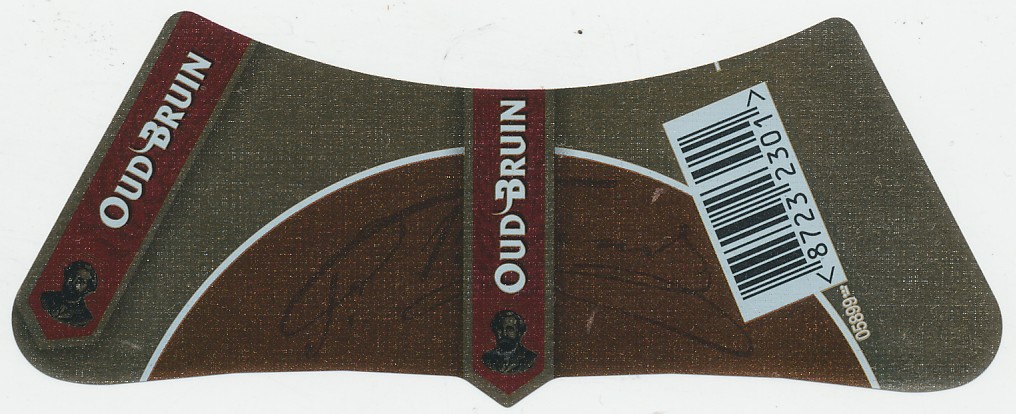 OUD BRUIN
OUD BRUIN
<8723 2301>
05899=